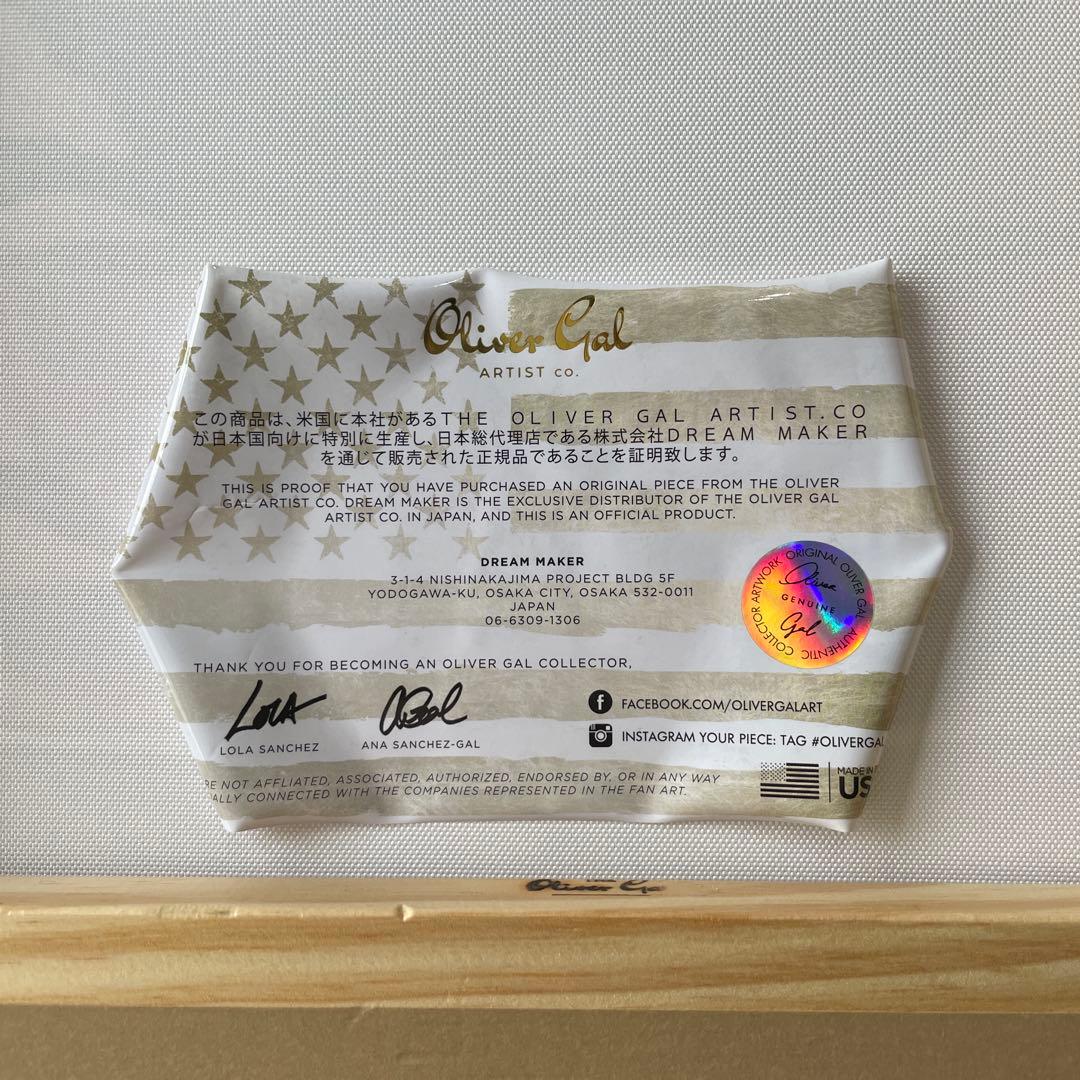 Oliver Gal
ARTIST CO.
この商品は、米国に本社があるTHE OLIVER GAL ARTIST.CO
が日本国向けに特別に生産し、日本総代理店である株式会社DREAM MAKER
を通じて販売された正規品であることを証明致します。
THIS IS PROOF THAT YOU HAVE PURCHASED AN ORIGINAL PIECE FROM THE OLIVER
GAL ARTIST CO. DREAM MAKER IS THE EXCLUSIVE DISTRIBUTOR OF THE OLIVER GAL
ARTIST CO. IN JAPAN, AND THIS IS AN OFFICIAL PRODUCT.
DREAM MAKER
3-1-4 NISHINAKAJIMA PROJECT BLDG 5F
YODOGAWA-KU, OSAKA CITY, OSAKA 532-0011
JAPAN
06-6309-1306
ORIGINAL OLIVER GAL AUTHENTIC COLLECTOR ARTWORK
Oliver
GENUINE
Gal
THANK YOU FOR BECOMING AN OLIVER GAL COLLECTOR,
LOLA
LOLA SANCHEZ
ANA SANCHEZ-GAL
FACEBOOK.COM/OLIVERGALART
INSTAGRAM YOUR PIECE: TAG #OLIVERGAL
RE NOT AFFILIATED, ASSOCIATED, AUTHORIZED, ENDORSED BY, OR IN ANY WAY
ALLY CONNECTED WITH THE COMPANIES REPRESENTED IN THE FAN ART.
MADE IN
US
Oliver Ga